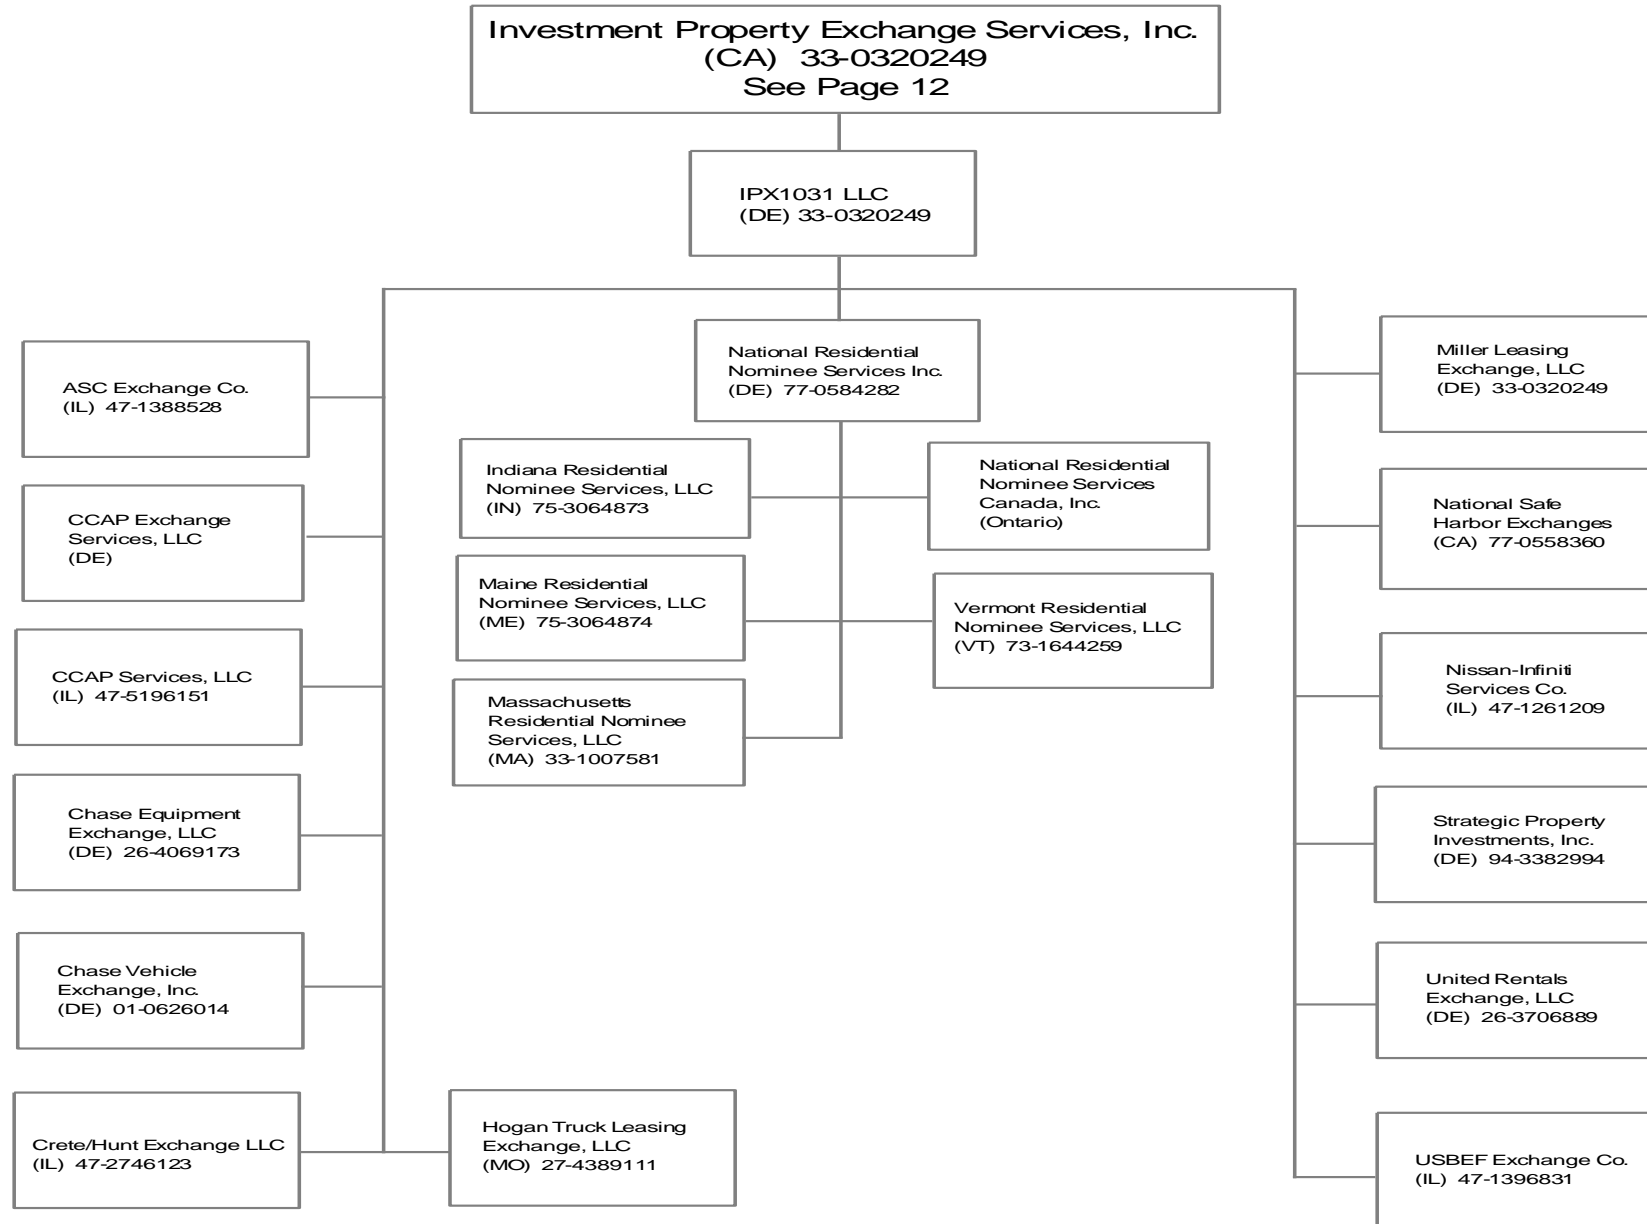 Investment Property Exchange Services, Inc.
(CA) 33-0320249
See Page 12
IPX1031 LLC
(DE) 33-0320249
National Residential
Nominee Services Inc.
(DE) 77-0584282
ASC Exchange Co.
(IL) 47-1388528
CCAP Exchange
Services, LLC
(DE)
CCAP Services, LLC
(IL) 47-5196151
Chase Equipment
Exchange, LLC
(DE) 26-4069173
Chase Vehicle
Exchange, Inc.
(DE) 01-0626014
Crete/Hunt Exchange LLC
(IL) 47-2746123
Indiana Residential
Nominee Services, LLC
(IN) 75-3064873
Maine Residential
Nominee Services, LLC
(ME) 75-3064874
Massachusetts
Residential Nominee
Services, LLC
(MA) 33-1007581
National Residential
Nominee Services
Canada, Inc.
(Ontario)
Vermont Residential
Nominee Services, LLC
(VT) 73-1644259
Hogan Truck Leasing
Exchange, LLC
(MO) 27-4389111
Miller Leasing
Exchange, LLC
(DE) 33-0320249
National Safe
Harbor Exchanges
(CA) 77-0558360
Nissan-Infiniti
Services Co.
(IL) 47-1261209
Strategic Property
Investments, Inc.
(DE) 94-3382994
United Rentals
Exchange, LLC
(DE) 26-3706889
USBEF Exchange Co.
(IL) 47-1396831